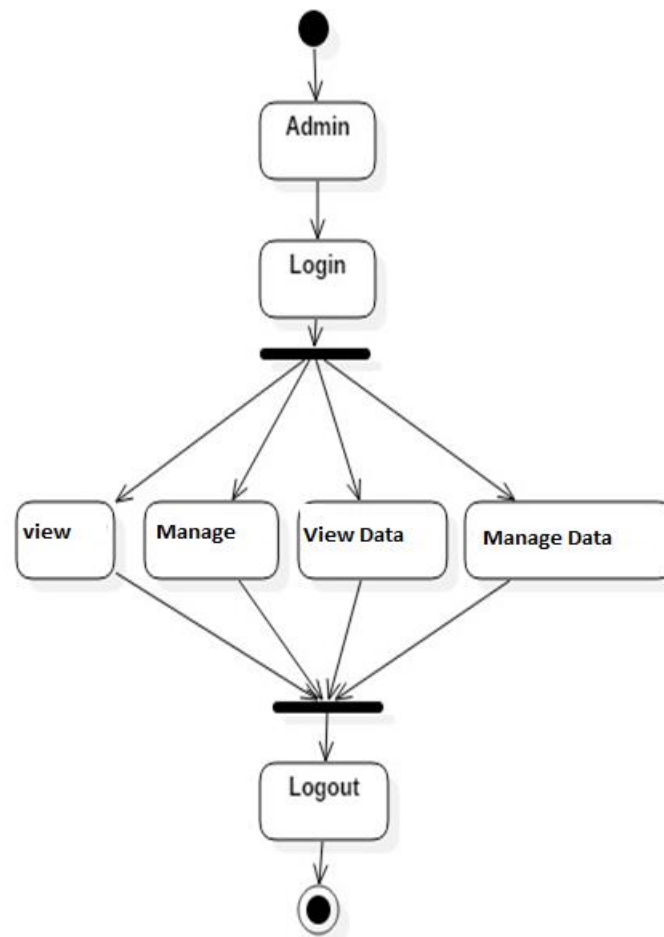 Admin
Login
view
Manage
View Data
Manage Data
Logout